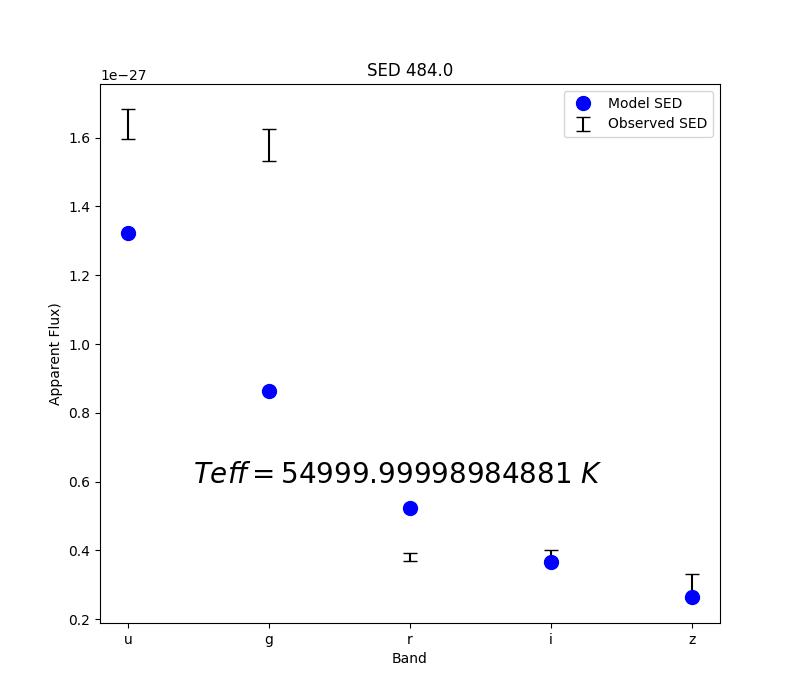 SED 484.0
1e−27
Model SED
Observed SED
1.6
1.4
1.2
1.0
0.8
0.6
0.4
0.2
Apparent Flux)
Teff = 54999.99998984881 K
u g r i z
Band